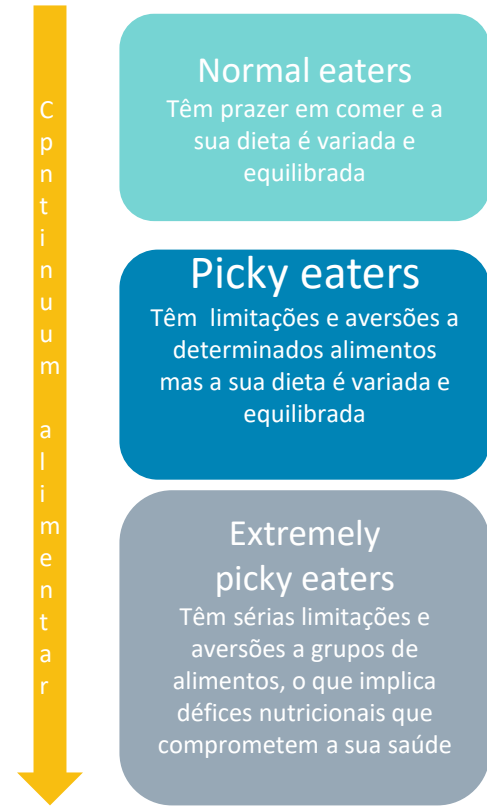 Cpntinuum alimentar
Normal eaters
Têm prazer em comer e a
sua dieta é variada e
equilibrada
Picky eaters
Têm limitações e aversões a
determinados alimentos
mas a sua dieta é variada e
equilibrada
Extremely
picky eaters
Têm sérias limitações e
aversões a grupos de
alimentos, o que implica
défices nutricionais que
comprometem a sua saúde